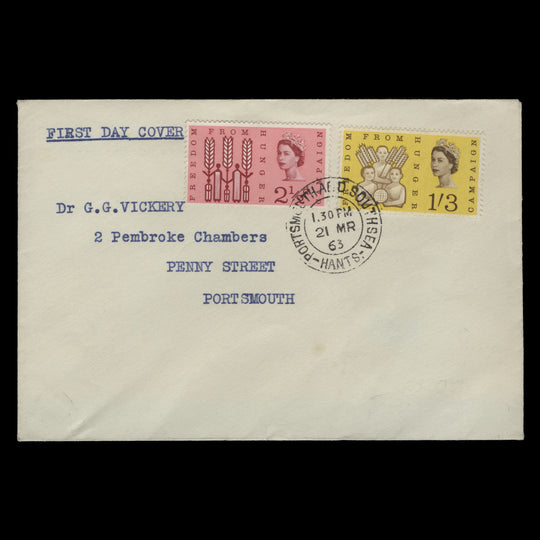 FIRST DAY COVER
FREEDOM FROM HUNGER CAMPAIGN
2½
FREEDOM FROM HUNGER CAMPAIGN
1'3
PORTSMOUTH AND SOUTHSEA
1.30 PM
21 MR
63
-HANTS:-
Dr G.G.VICKERY
2 Pembroke Chambers
PENNY STREET
PORTSMOUTH